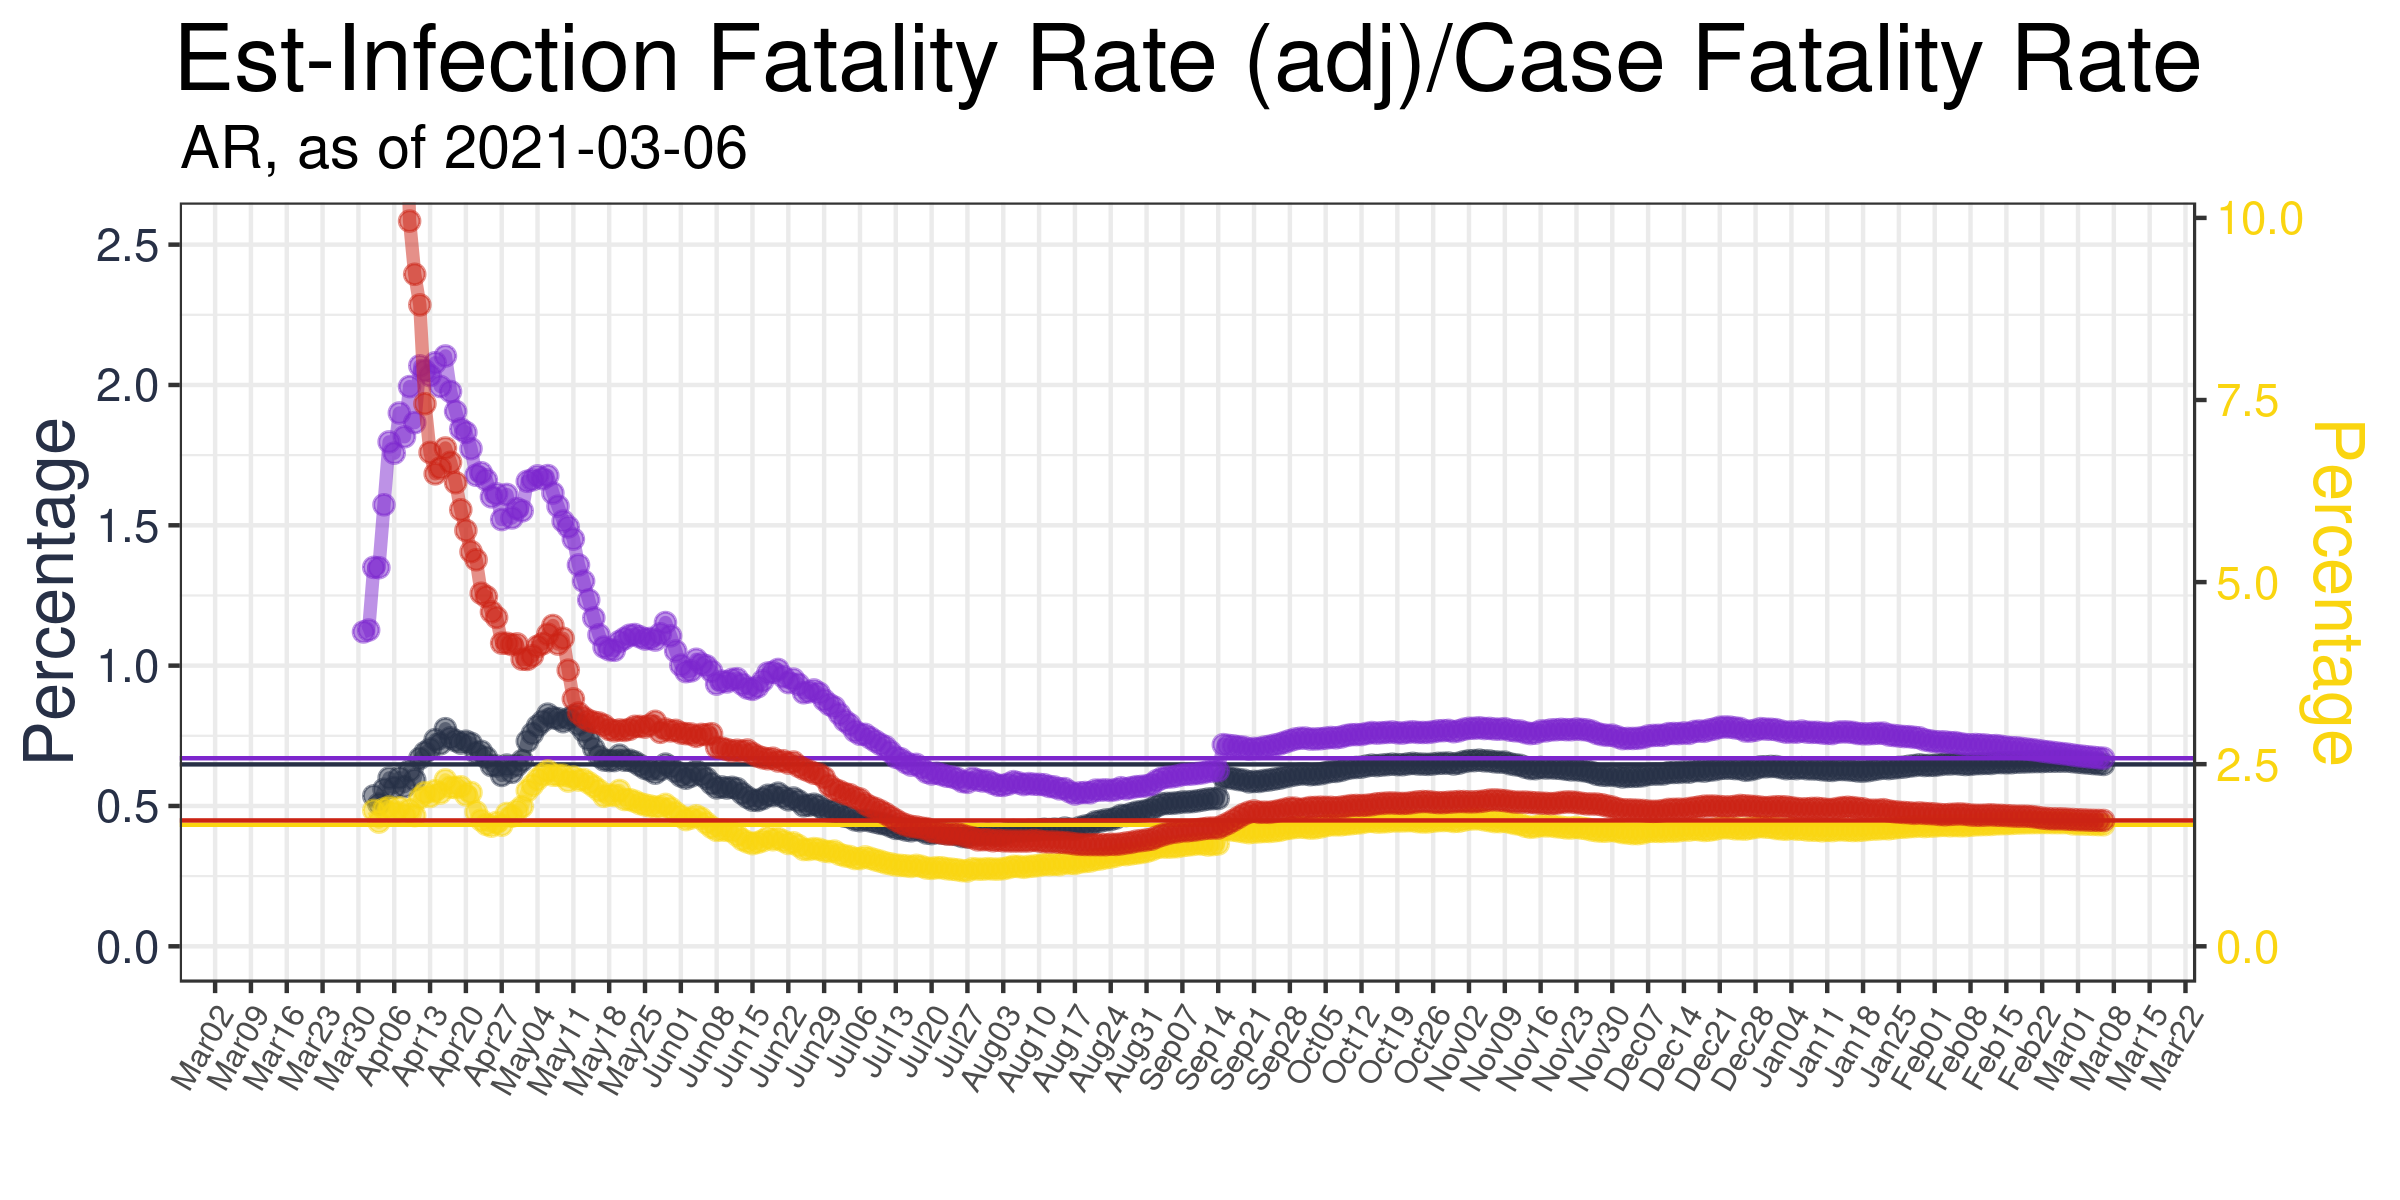 Est-Infection Fatality Rate (adj)/Case Fatality Rate
AR, as of 2021-03-06
Percentage
2.5
2.0
1.5
1.0
0.5
0.0
10.0
7.5
5.0
2.5
0.0
Percentage
Mar02
Mar09
Mar16
Mar23
Mar30
Apr06
Apr13
Apr20
Apr27
May04
May11
May18
May25
Jun01
Jun08
Jun15
Jun22
Jun29
Jul06
Jul13
Jul20
Jul27
Aug03
Aug10
Aug17
Aug24
Aug31
Sep07
Sep14
Sep21
Sep28
Oct05
Oct12
Oct19
Oct26
Nov02
Nov09
Nov16
Nov23
Nov30
Dec07
Dec14
Dec21
Dec28
Dec04
Jan11
Jan18
Jan25
Feb01
Feb08
Feb15
Feb22
Mar01
Mar08
Mar15
Mar22